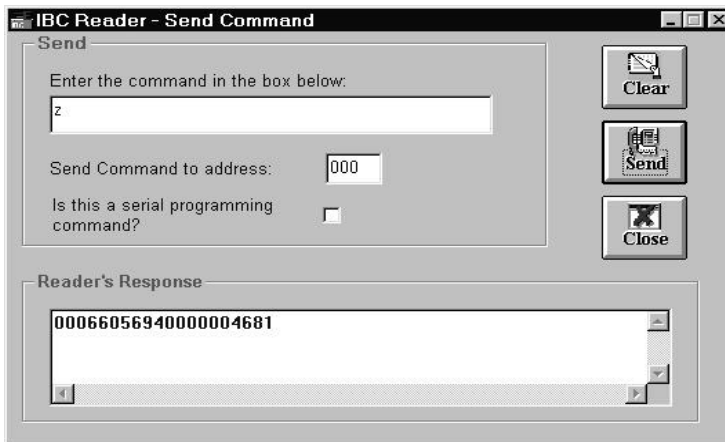 IBC Reader - Send Command
Send
Enter the command in the box below:
z
Send Command to address: 000
Is this a serial programming
command?
Clear
Send
Close
Reader's Response
00066056940000004681